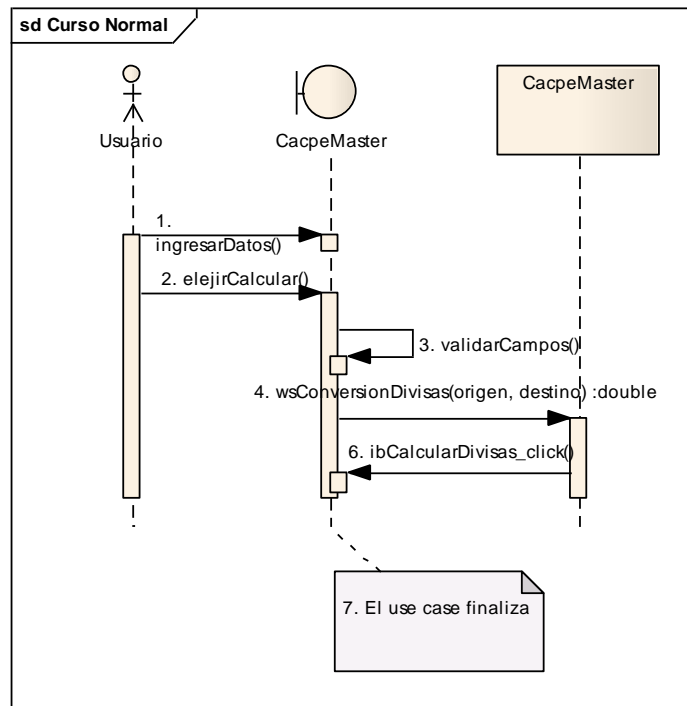 sd Curso Normal
Usuario
CacpeMaster
CacpeMaster
1.
ingresarDatos()
2. elejirCalcular()
3. validarCampos()
4. wsConversionDivisas(origen, destino) :double
6. ibCalcularDivisas_click()
7. El use case finaliza